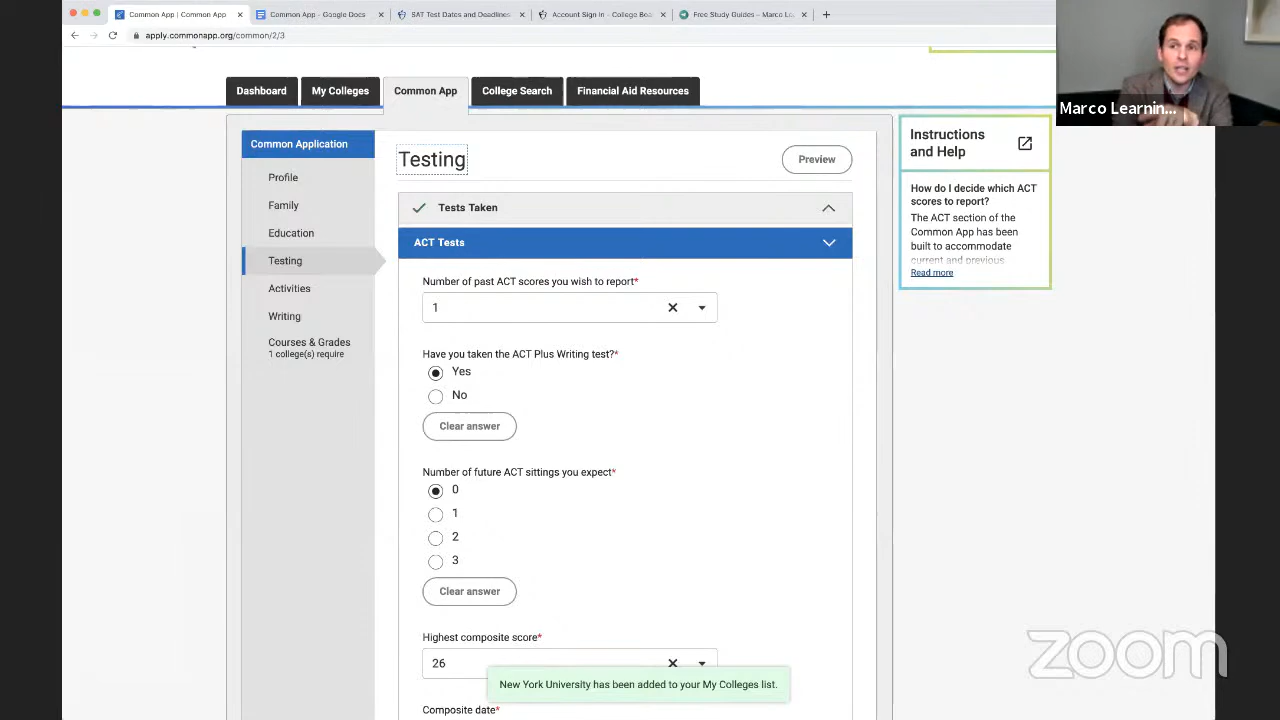 Common App | Common App
Common App - Google Docs
SAT Test Dates and Deadlines
Account Sign In - College Boa
Free Study Guides – Marco Le
apply.commonapp.org/common/2/3
Marco Learnin...
Dashboard
My Colleges
Common App
College Search
Financial Aid Resources
Common Application
Profile
Family
Education
Testing
Activities
Writing
Courses & Grades
1 college(s) require
Testing
Preview
Tests Taken
ACT Tests
Number of past ACT scores you wish to report*
1
Have you taken the ACT Plus Writing test?*
Yes
No
Clear answer
Number of future ACT sittings you expect*
0
1
2
3
Clear answer
Highest composite score*
26
New York University has been added to your My Colleges list.
Composite date*
Instructions
and Help
How do I decide which ACT
scores to report?
The ACT section of the
Common App has been
built to accommodate
current and previous
Read more
zoom